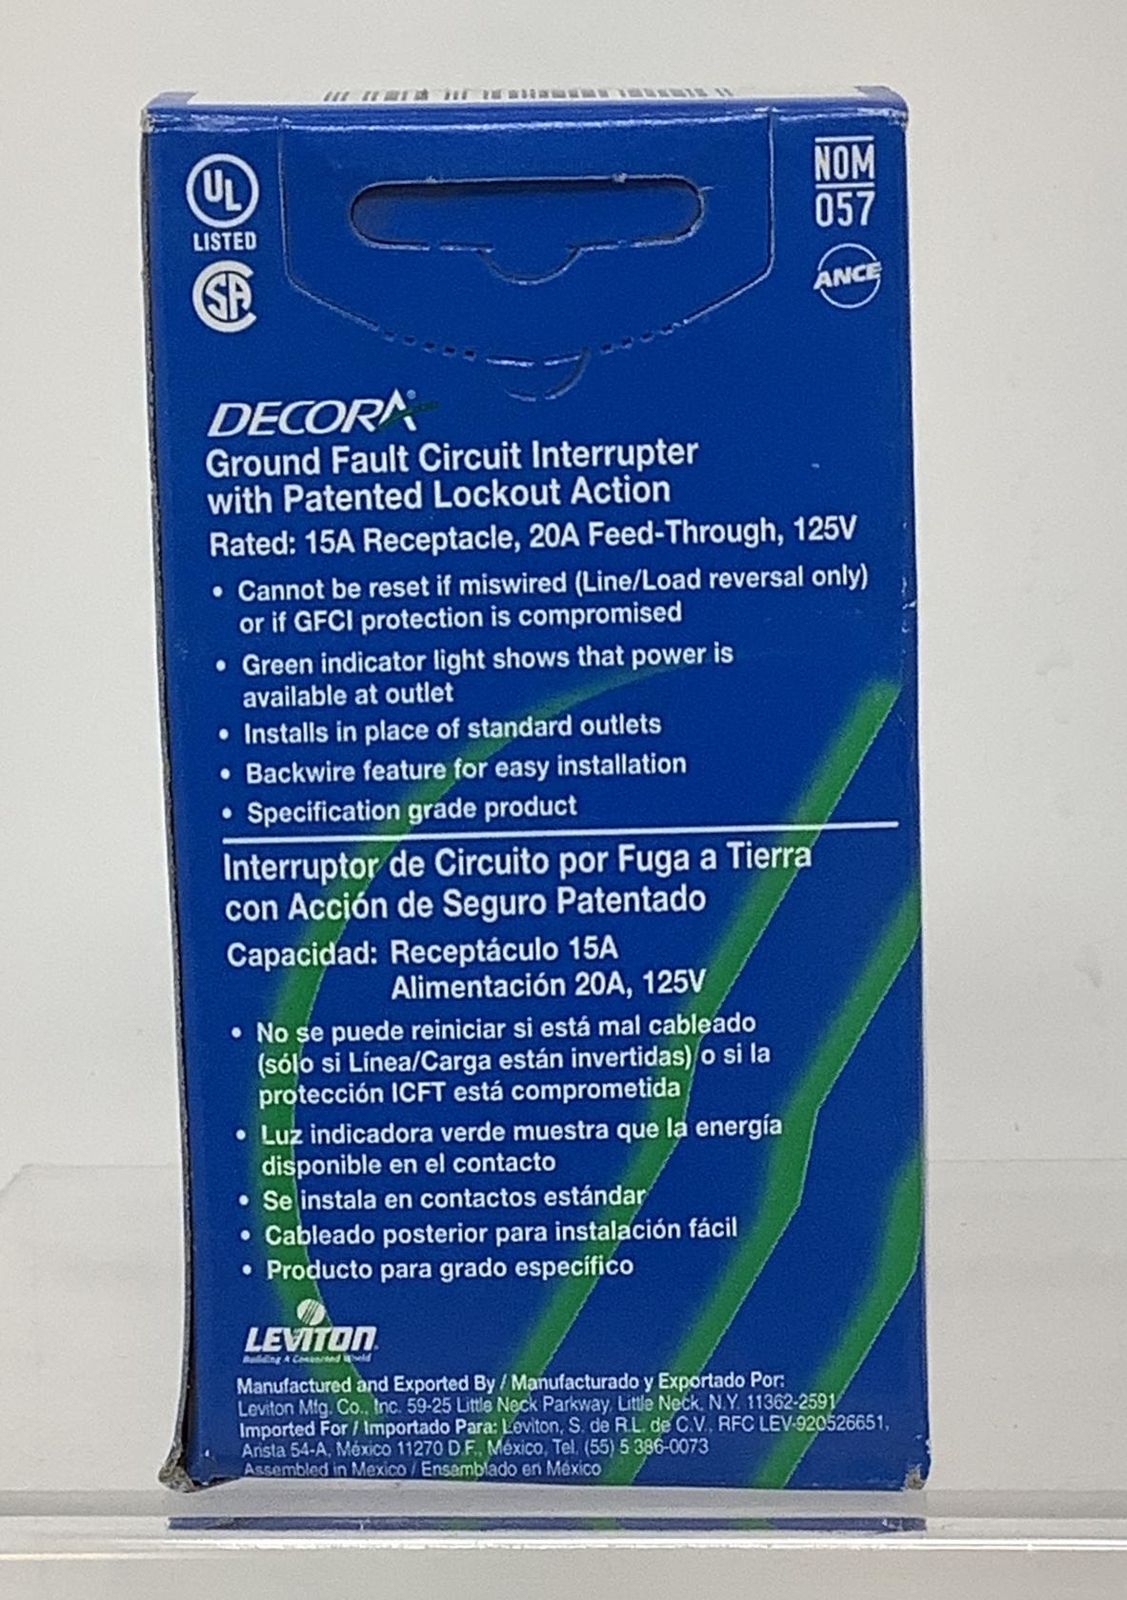 UL
LISTED
SA
NOM
057
ANCE
DECORA®
Ground Fault Circuit Interrupter
with Patented Lockout Action
Rated: 15A Receptacle, 20A Feed-Through, 125V
• Cannot be reset if miswired (Line/Load reversal only)
or if GFCI protection is compromised
• Green indicator light shows that power is
available at outlet
• Installs in place of standard outlets
• Backwire feature for easy installation
• Specification grade product
Interruptor de Circuito por Fuga a Tierra
con Acción de Seguro Patentado
Capacidad: Receptáculo 15A
Alimentación 20A, 125V
• No se puede reiniciar si está mal cableado
(sólo si Línea/Carga están invertidas) o si la
protección ICFT está comprometida
• Luz indicadora verde muestra que la energía
disponible en el contacto
• Se instala en contactos estándar
• Cableado posterior para instalación fácil
• Producto para grado específico
LEVITON
Building A Connected World
Manufactured and Exported By / Manufacturado y Exportado Por:
Leviton Mfg. Co., Inc. 59-25 Little Neck Parkway, Little Neck, N.Y. 11362-2591
Imported For / Importado Para: Leviton, S. de R.L. de C.V., RFC LEV-920526651,
Arista 54-A, México 11270 D.F., México, Tel. (55) 5 386-0073
Assembled in Mexico / Ensamblado en México